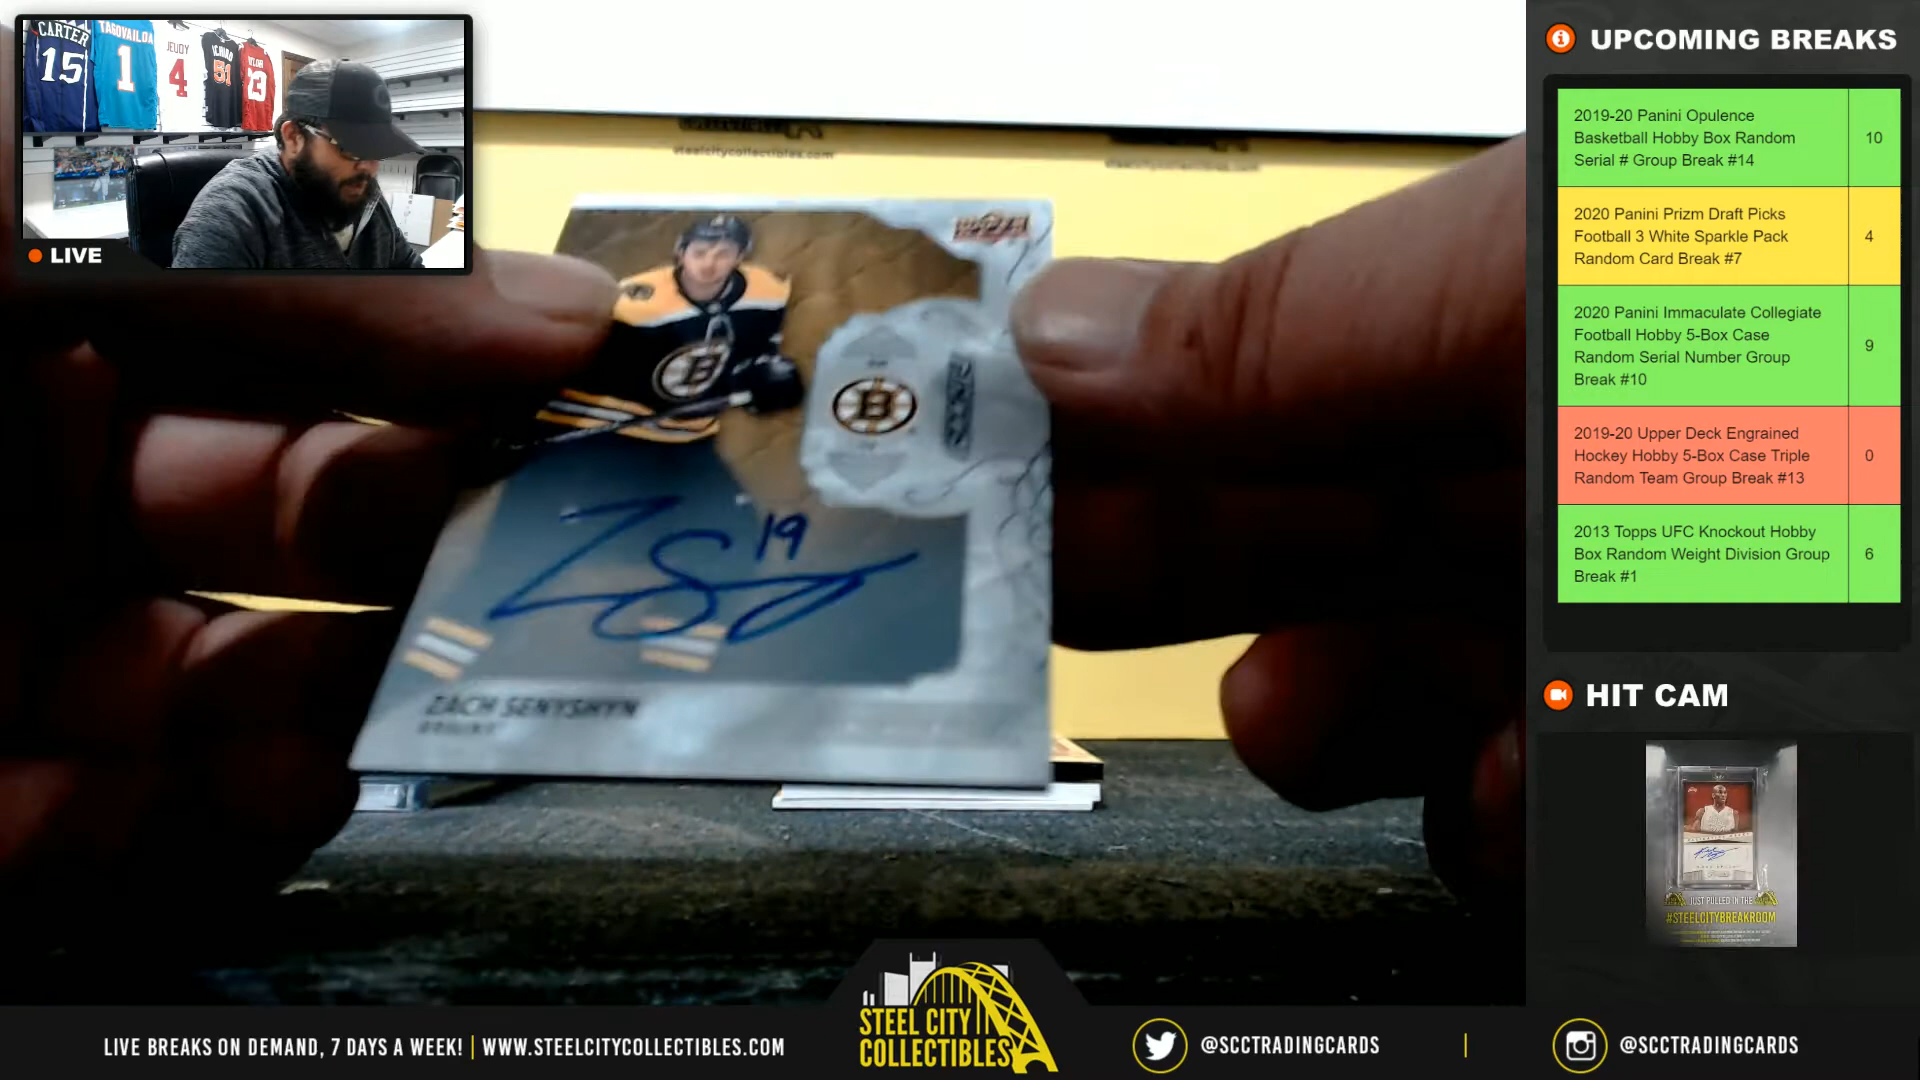 CARTER
15
TAGOVAILOA
1
JEUDY
4
ICHIRO
51
23
LIVE
steelcitycollectibles.com
B
B
19
ZACH SENYSHYN
UPCOMING BREAKS
2019-20 Panini Opulence
Basketball Hobby Box Random
Serial # Group Break #14
10
2020 Panini Prizm Draft Picks
Football 3 White Sparkle Pack
Random Card Break #7
4
2020 Panini Immaculate Collegiate
Football Hobby 5-Box Case
Random Serial Number Group
Break #10
9
2019-20 Upper Deck Engrained
Hockey Hobby 5-Box Case Triple
Random Team Group Break #13
0
2013 Topps UFC Knockout Hobby
Box Random Weight Division Group
Break #1
6
HIT CAM
JUST PULLED IN THE
#STEELCITYBREAKROOM
LIVE BREAKS ON DEMAND, 7 DAYS A WEEK! | WWW.STEELCITYCOLLECTIBLES.COM
STEEL CITY
COLLECTIBLES
@SCCTRADINGCARDS
@SCCTRADINGCARDS